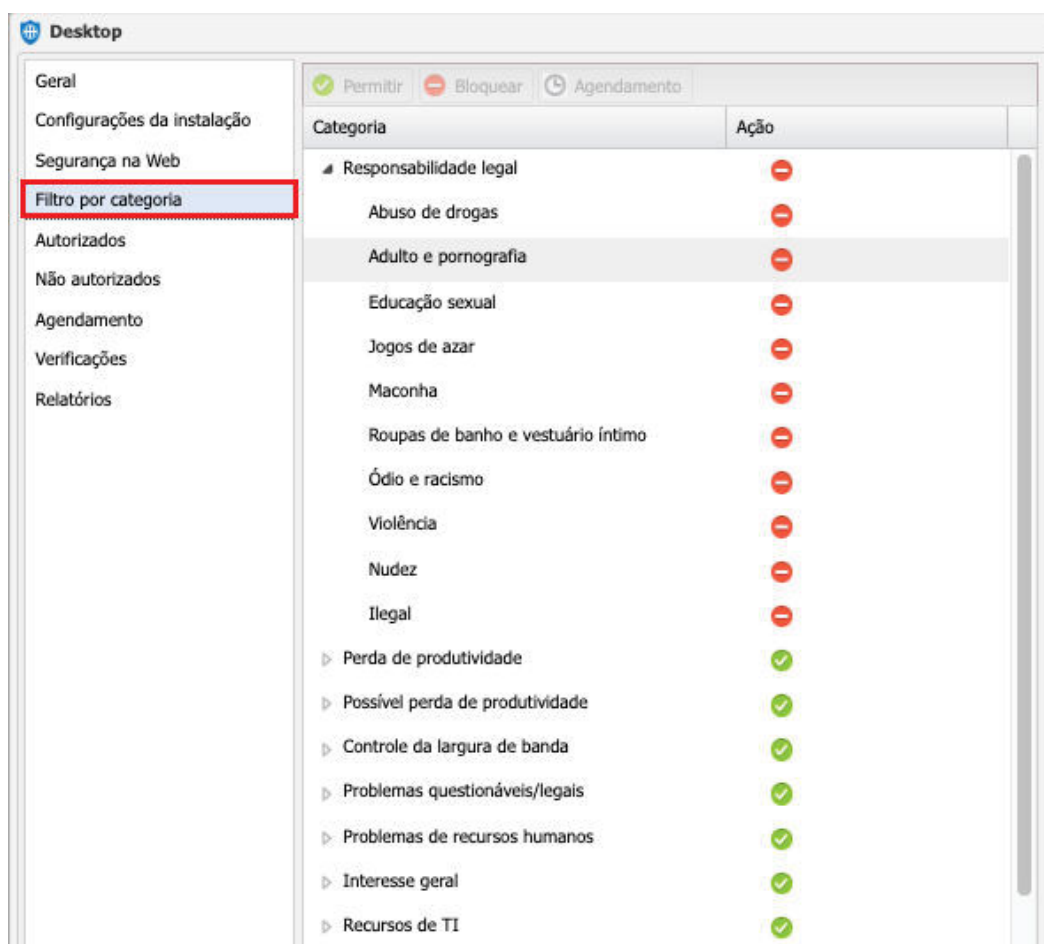 Desktop
Geral
Configurações da instalação
Segurança na Web
Filtro por categoria
Autorizados
Não autorizados
Agendamento
Verificações
Relatórios
Permitir Bloquear Agendamento
Categoria Ação
Responsabilidade legal
Abuso de drogas
Adulto e pornografia
Educação sexual
Jogos de azar
Maconha
Roupas de banho e vestuário íntimo
Ódio e racismo
Violência
Nudez
Ilegal
Perda de produtividade
Possível perda de produtividade
Controle da largura de banda
Problemas questionáveis/legais
Problemas de recursos humanos
Interesse geral
Recursos de TI